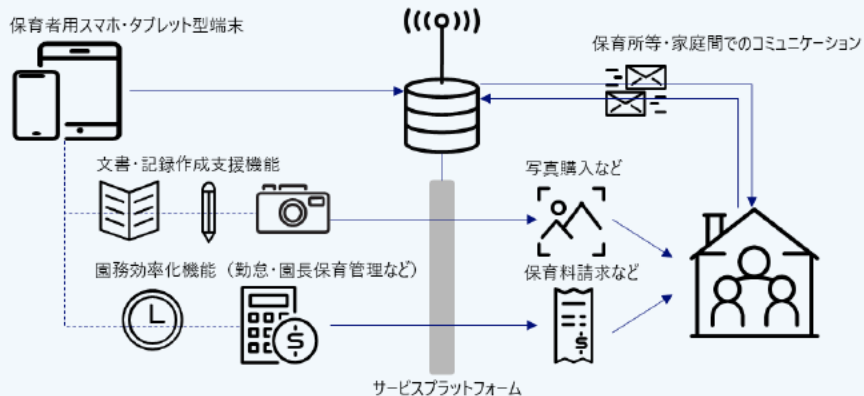 保育者用スマホ・タブレット型端末
保育所等・家庭間でのコミュニケーション
文書・記録作成支援機能
写真購入など
園務効率化機能（勤怠・園長保育管理など）
保育料請求など
サービスプラットフォーム